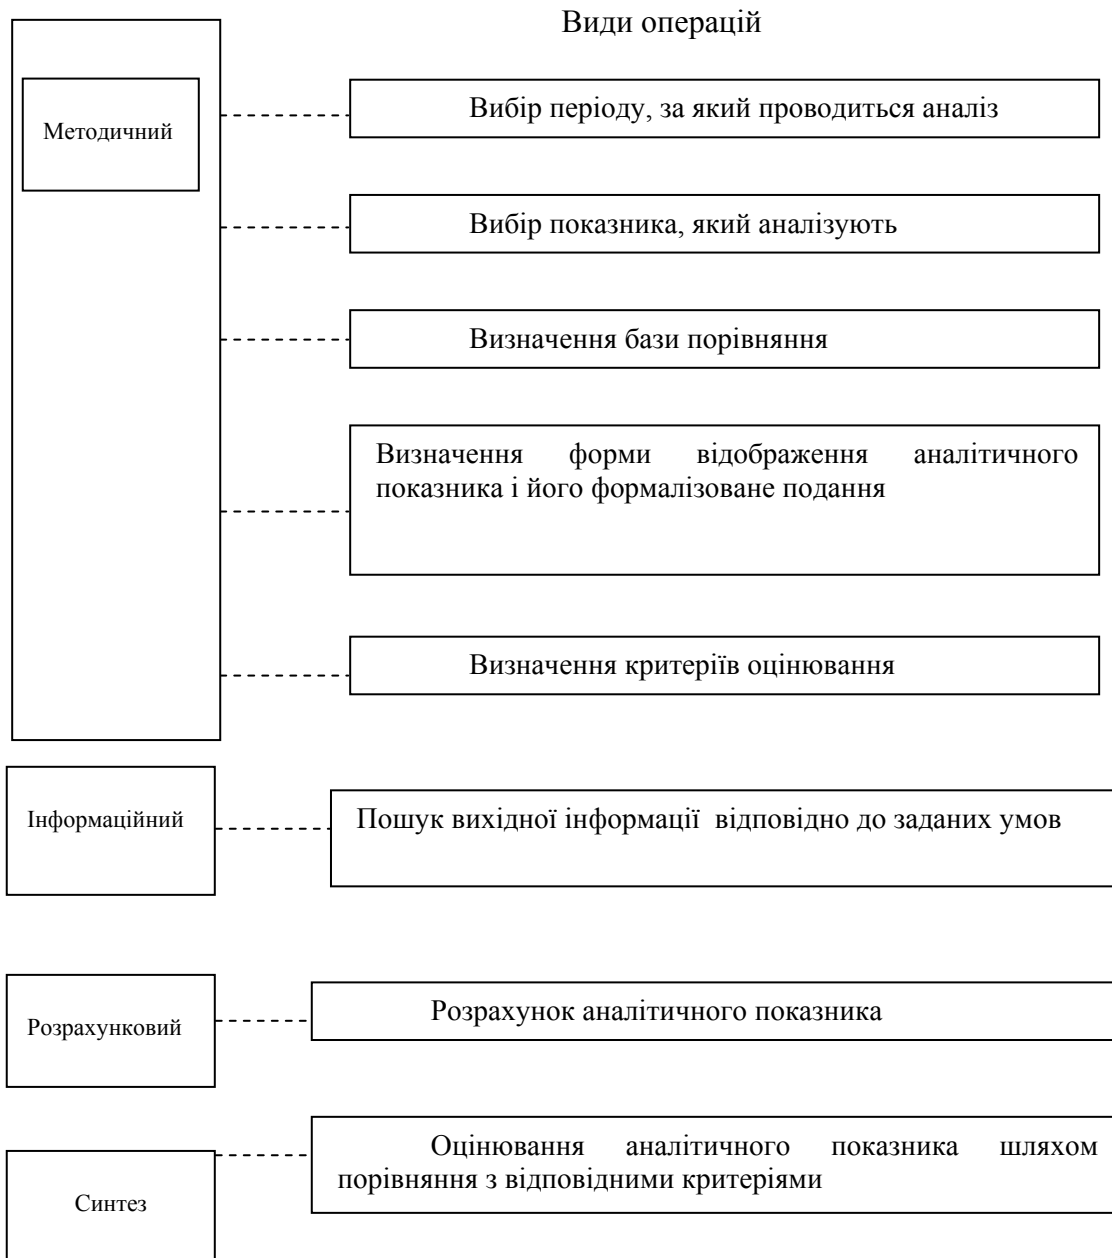 Види операцій
Методичний
Вибір періоду, за який проводиться аналіз
Вибір показника, який аналізують
Визначення бази порівняння
Визначення форми відображення аналітичного
показника і його формалізоване подання
Визначення критеріїв оцінювання
Інформаційний
Пошук вихідної інформації відповідно до заданих умов
Розрахунковий
Розрахунок аналітичного показника
Синтез
Оцінювання аналітичного показника шляхом
порівняння з відповідними критеріями